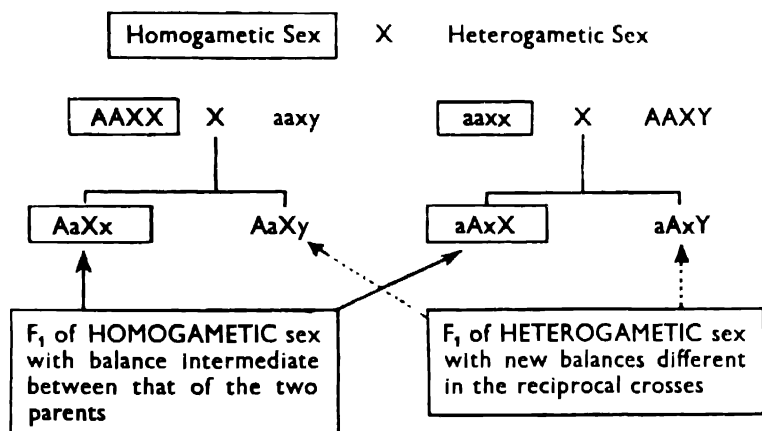 Homogametic Sex X Heterogametic Sex
AAXX X aaxy
aaxx X AAXY
AaXx AaXy
aAxX aAxY
F₁ of HOMOGAMETIC sex
with balance intermediate
between that of the two
parents
F₁ of HETEROGAMETIC sex
with new balances different
in the reciprocal crosses